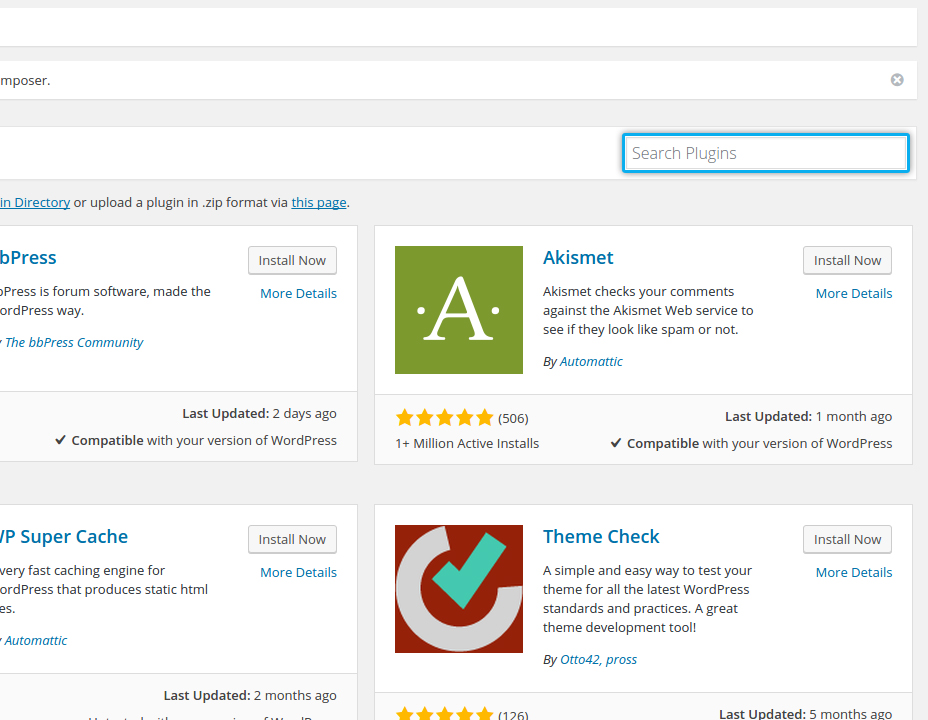 mposer.
Search Plugins
in Directory or upload a plugin in .zip format via this page.
bPress
Install Now
More Details
Press is forum software, made the
ordPress way.
The bbPress Community
Last Updated: 2 days ago
Compatible with your version of WordPress
A
Akismet
Install Now
More Details
Akismet checks your comments
against the Akismet Web service to
see if they look like spam or not.
By Automattic
(506)
Last Updated: 1 month ago
1+ Million Active Installs
Compatible with your version of WordPress
P Super Cache
Install Now
More Details
very fast caching engine for
ordPress that produces static html
es.
Automattic
Last Updated: 2 months ago
Theme Check
Install Now
More Details
A simple and easy way to test your
theme for all the latest WordPress
standards and practices. A great
theme development tool!
By Otto42, pross
(126)
Last Updated: 5 months ago